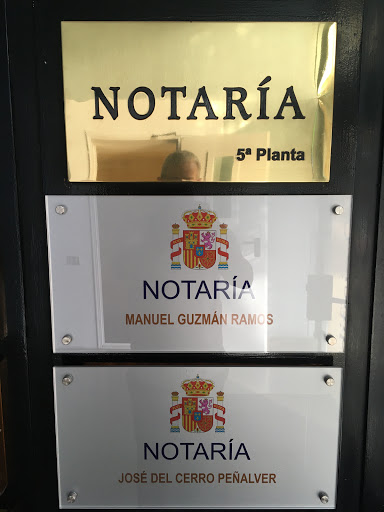 NOTARÍA
5ª Planta
NOTARÍA
MANUEL GUZMÁN RAMOS
NOTARÍA
JOSÉ DEL CERRO PEÑALVER